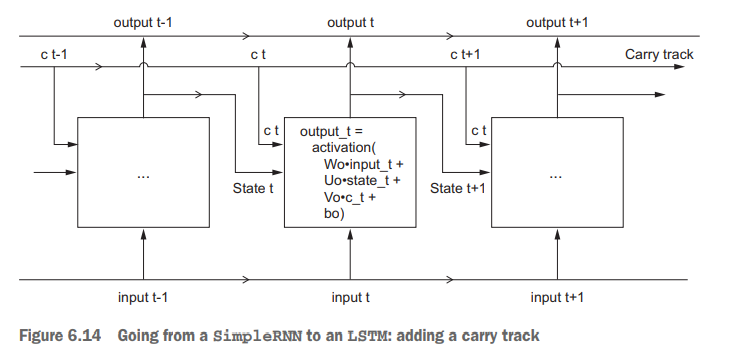 output t-1
output t
output t+1
c t-1
c t
c t+1
Carry track
c t
output_t =
activation(
Wo•input_t +
Uo•state_t +
Vo•c_t +
bo)
c t
...
...
State t
State t+1
input t-1
input t
input t+1
Figure 6.14 Going from a SimpleRNN to an LSTM: adding a carry track